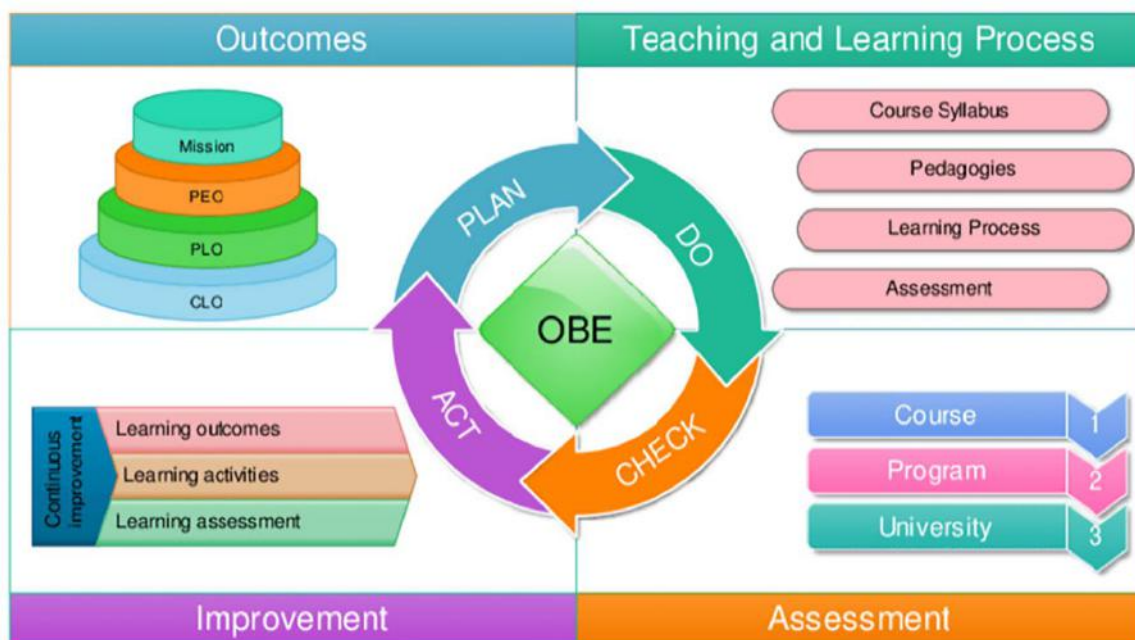 Outcomes
Teaching and Learning Process
Mission
PEO
PLO
CLO
Course Syllabus
Pedagogies
Learning Process
Assessment
PLAN
DO
CHECK
ACT
OBE
Continuous
improvement
Learning outcomes
Learning activities
Learning assessment
Course 1
Program 2
University 3
Improvement
Assessment